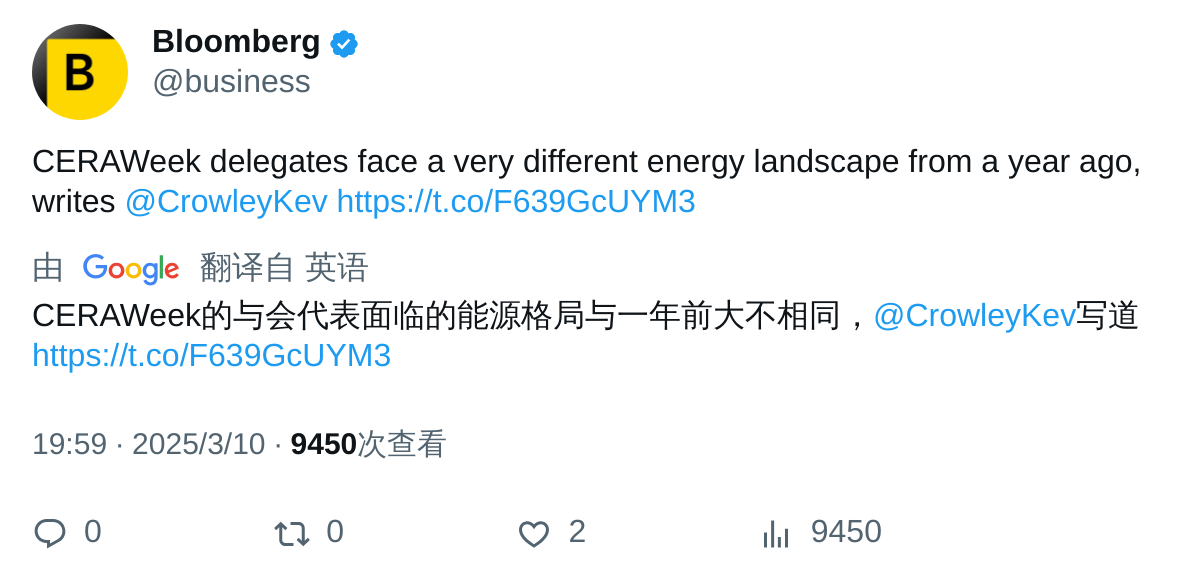 B
Bloomberg
@business
CERAWeek delegates face a very different energy landscape from a year ago,
writes @CrowleyKev https://t.co/F639GcUYM3
由 Google 翻译自 英语
CERAWeek的与会代表面临的能源格局与一年前大不相同，@CrowleyKev写道
https://t.co/F639GcUYM3
19:59 · 2025/3/10 · 9450次查看
0 0 2 9450